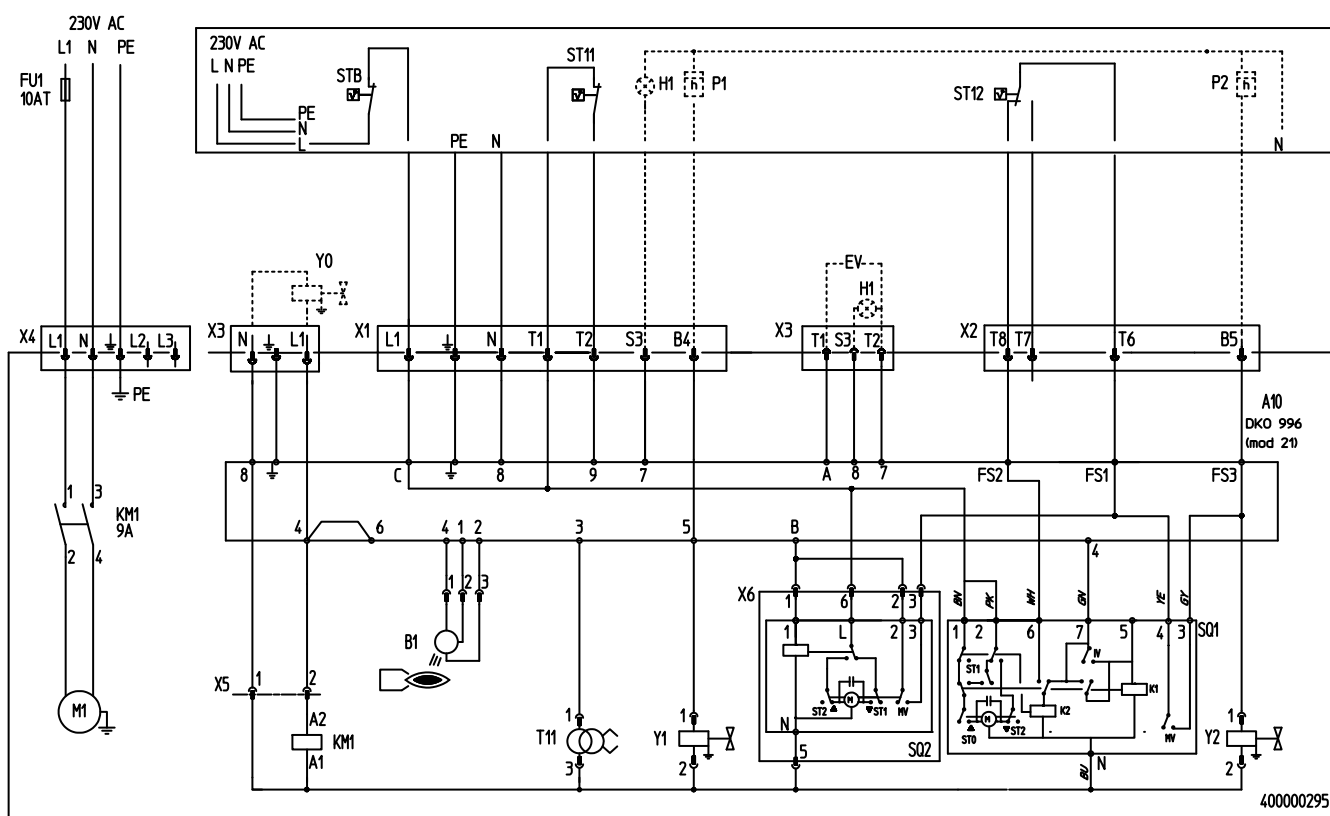 230V AC
L1 N PE
FU1
10AT
230V AC
L N PE
PE
N
L
STB
ST11
H1
P1
ST12
P2
PE N
N
Y0
EV
H1
X4
L1 N L2 L3
X3
N L1
X1
L1 N T1 T2 S3 B4
X3
T1 S3 T2
X2
T8 T7 T6 B5
PE
A10
DKO 996
(mod 21)
8 C 8 9 7 A 8 7 FS2 FS1 FS3
1 3
KM1
9A
2 4
4 6 4 1 2 3 5 B 4
1 2 3
B1
X6
1 6 2 3
1 L 2 3
ST2 M ST1 MV
N
SQ2
5
BN PK WH GN YE GY
1 2 6 7 5 4 3 SQ1
IV
ST1
K1
K2
M
ST0 ST2
MV
N
BU
X5
1 2
A2
KM1
A1
M1
1
T11
3
1
Y1
2
1
Y2
2
400000295